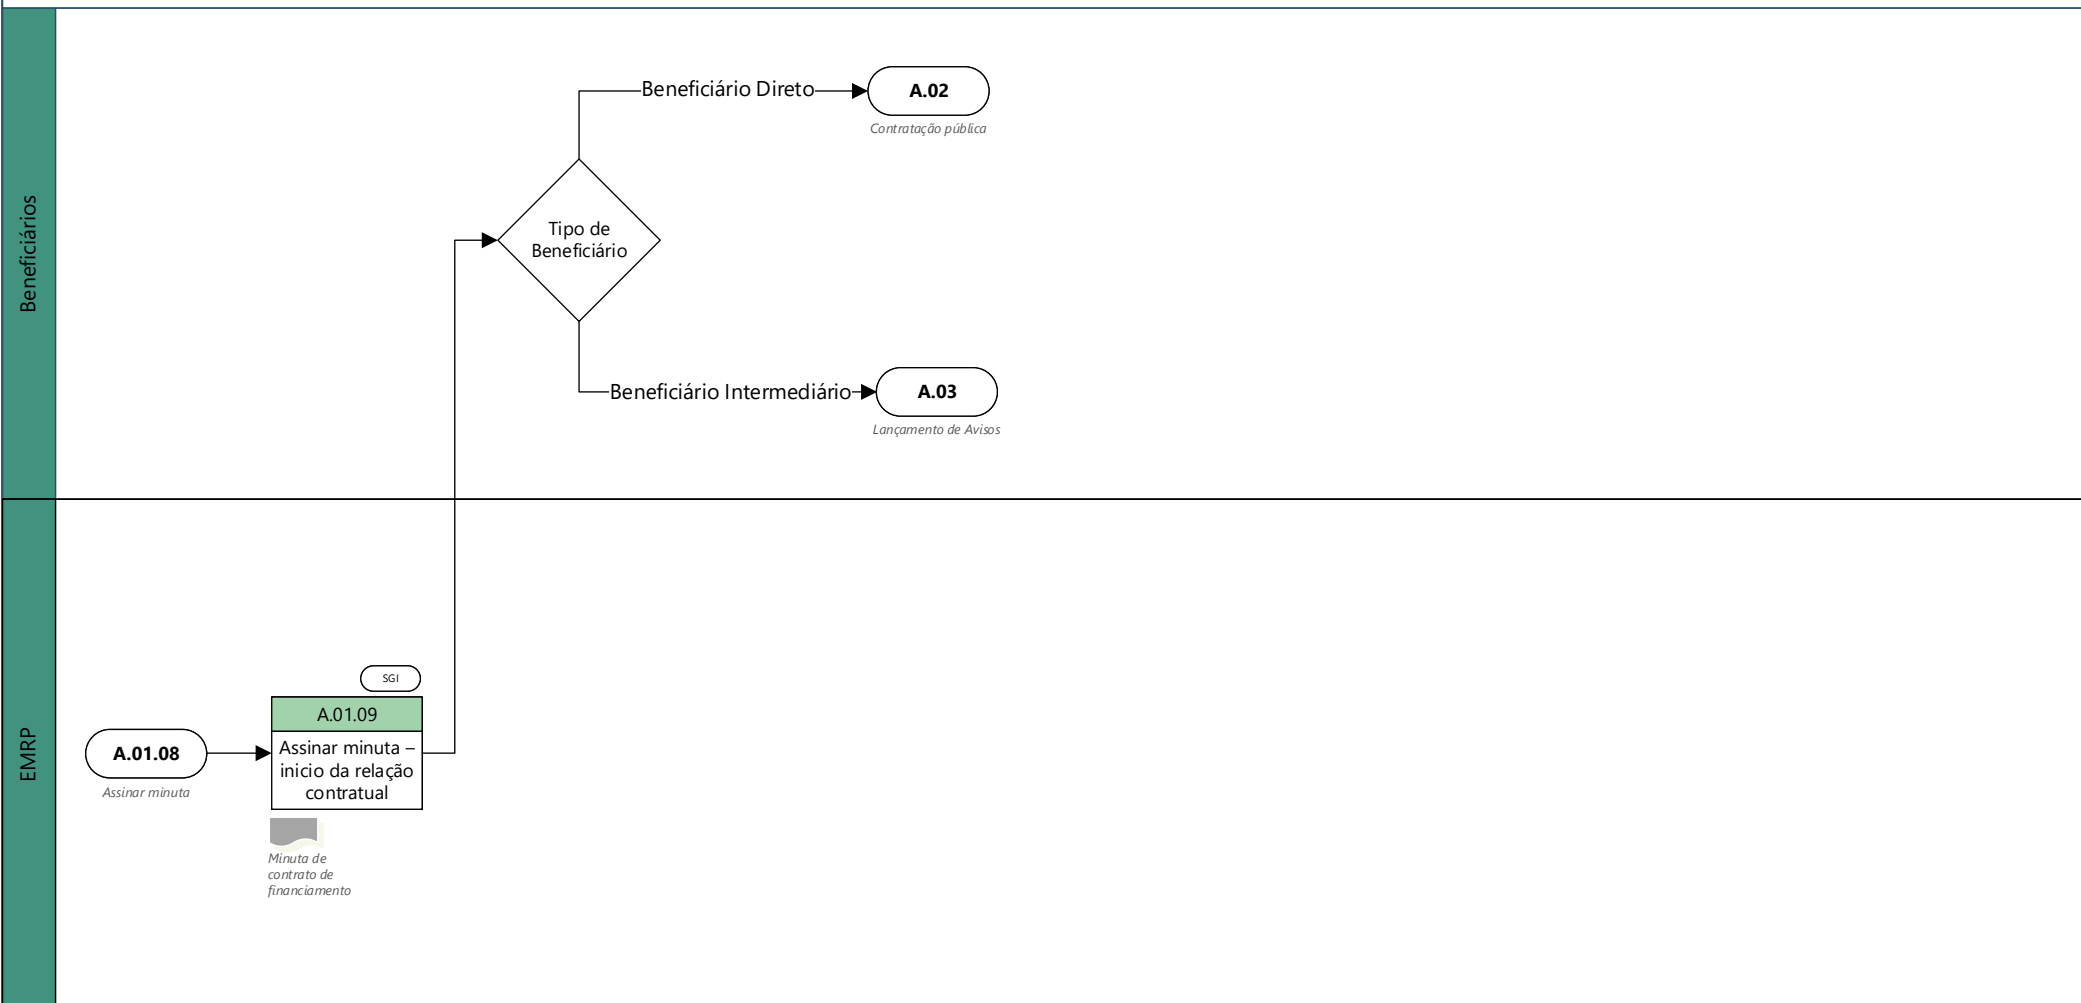 Beneficiários
Beneficiário Direto
A.02
Contratação pública
Tipo de
Beneficiário
Beneficiário Intermediário
A.03
Lançamento de Avisos
EMRP
SGI
A.01.09
A.01.08
Assinar minuta
Assinar minuta –
inicio da relação
contratual
Minuta de
contrato de
financiamento